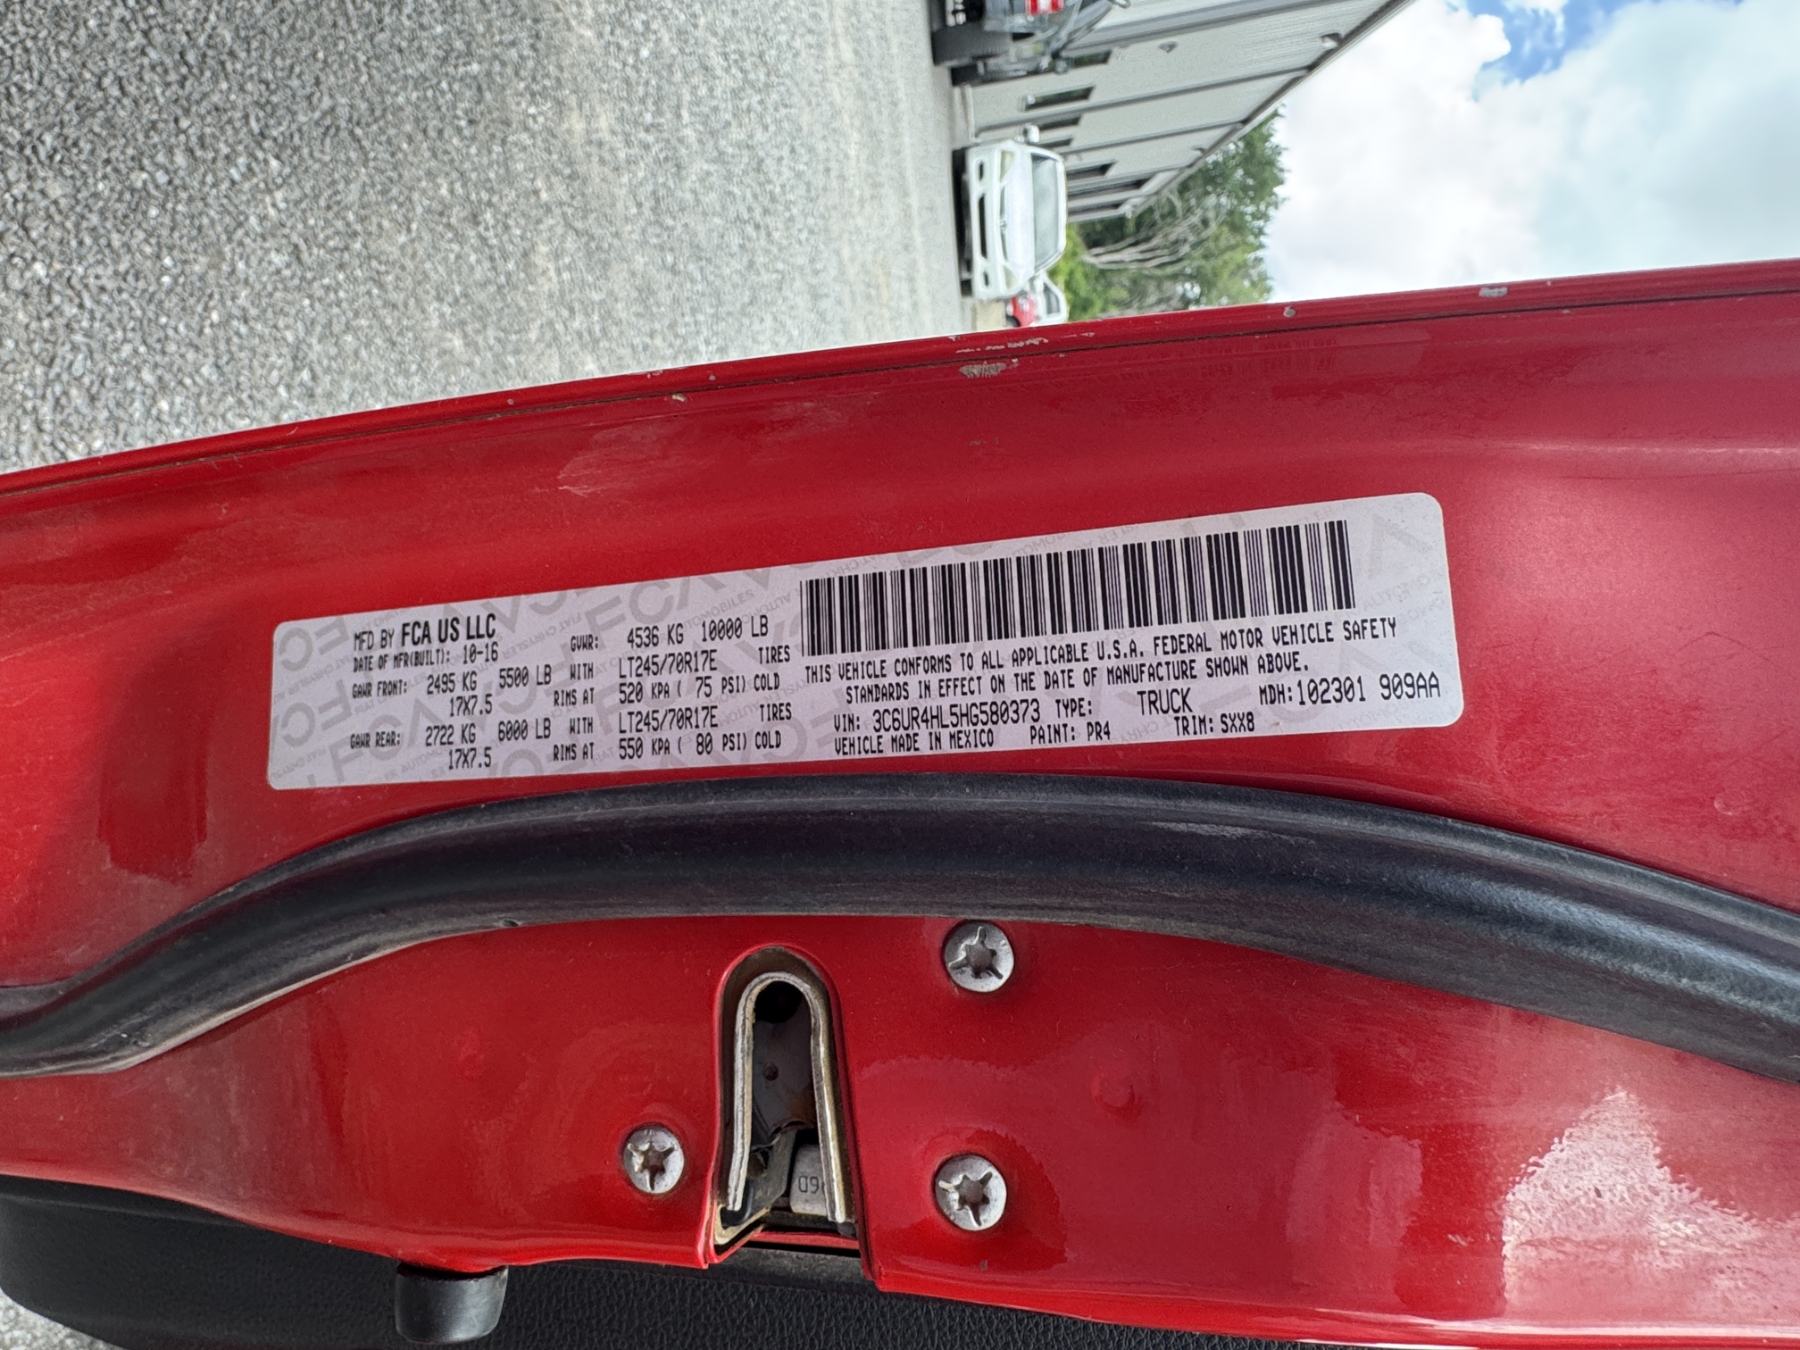 MFD BY FCA US LLC
DATE OF MFR(BUILT): 10-16
GVWR: 4536 KG 10000 LB
GAWR FRONT: 2495 KG 5500 LB WITH LT245/70R17E TIRES
17X7.5 RIMS AT 520 KPA ( 75 PSI) COLD
GAWR REAR: 2722 KG 6000 LB WITH LT245/70R17E TIRES
17X7.5 RIMS AT 550 KPA ( 80 PSI) COLD
THIS VEHICLE CONFORMS TO ALL APPLICABLE U.S.A. FEDERAL MOTOR VEHICLE SAFETY
STANDARDS IN EFFECT ON THE DATE OF MANUFACTURE SHOWN ABOVE.
VIN: 3C6UR4HL5HG580373 TYPE: TRUCK MDH:102301 909AA
VEHICLE MADE IN MEXICO PAINT: PR4 TRIM: SXX8